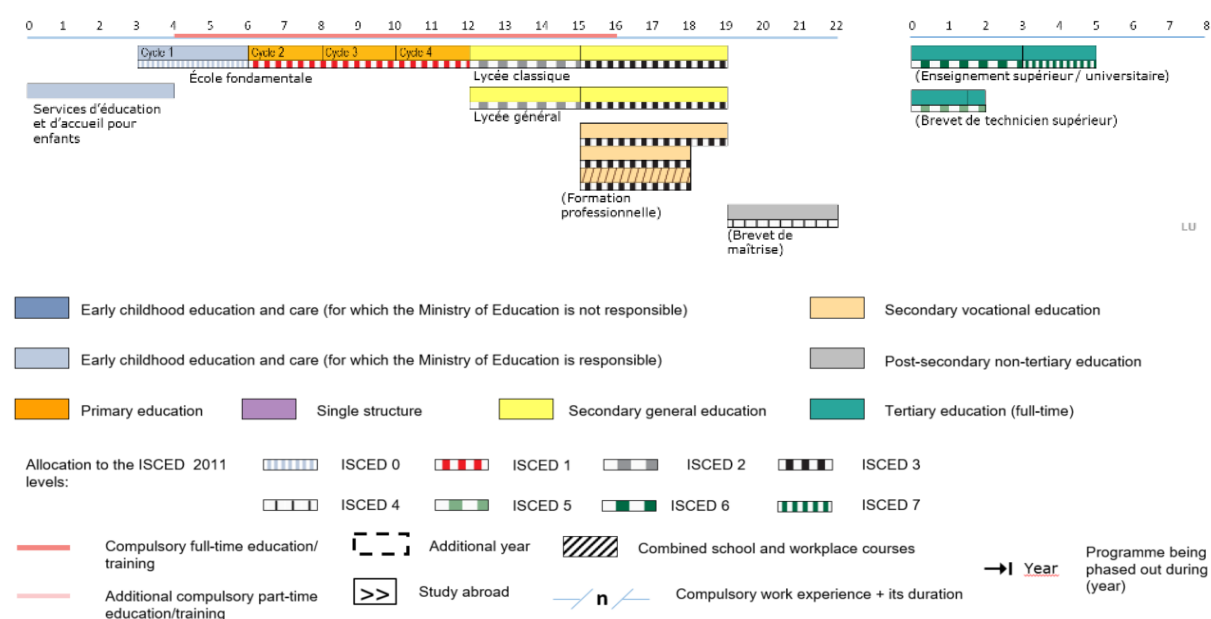 0 1 2 3 4 5 6 7 8 9 10 11 12 13 14 15 16 17 18 19 20 21 22
0 1 2 3 4 5 6 7 8
Cycle 1 Cycle 2 Cycle 3 Cycle 4
École fondamentale
Lycée classique
(Enseignement supérieur / universitaire)
Services d'éducation
et d'accueil pour
enfants
Lycée général
(Brevet de technicien supérieur)
(Formation
professionnelle)
(Brevet de
maîtrise)
LU
Early childhood education and care (for which the Ministry of Education is not responsible)
Secondary vocational education
Early childhood education and care (for which the Ministry of Education is responsible)
Post-secondary non-tertiary education
Primary education
Single structure
Secondary general education
Tertiary education (full-time)
Allocation to the ISCED 2011
levels:
ISCED 0
ISCED 1
ISCED 2
ISCED 3
ISCED 4
ISCED 5
ISCED 6
ISCED 7
Compulsory full-time education/
training
Additional year
Combined school and workplace courses
Year
Programme being
phased out during
(year)
Additional compulsory part-time
education/training
>>
Study abroad
n
Compulsory work experience + its duration